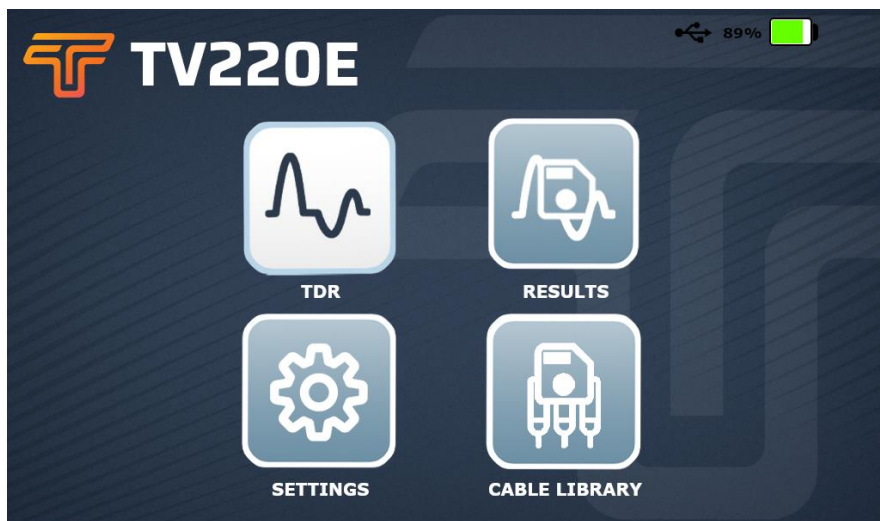 TV220E
89%
TDR
RESULTS
SETTINGS
CABLE LIBRARY